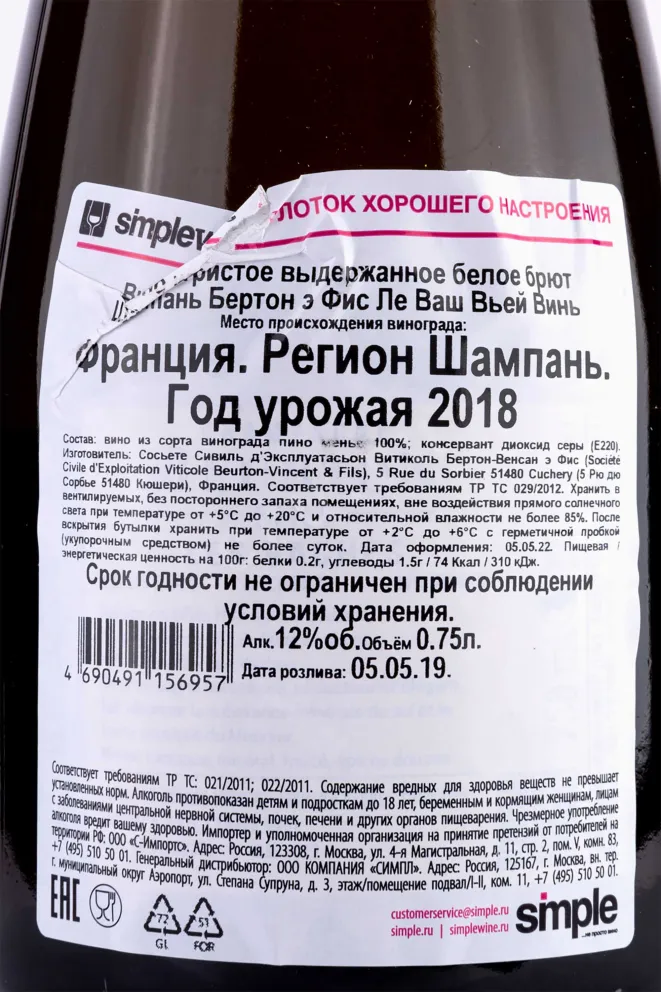 simplew
ЛОТОК ХОРОШЕГО НАСТРОЕНИЯ
Вино игристое выдержанное белое брют
Шампань Бертон э Фис Ле Ваш Вьей Винь
Место происхождения винограда:
Франция. Регион Шампань.
Год урожая 2018
Состав: вино из сорта винограда пино менье 100%; консервант диоксид серы (Е220).
Изготовитель: Сосьете Сивиль д'Эксплуатасьон Витиколь Бертон-Венсан э Фис (Société
Civile d'Exploitation Viticole Beurton-Vincent & Fils), 5 Rue du Sorbier 51480 Cuchery (5 Рю дю
Сорбье 51480 Кюшери), Франция. Соответствует требованиям ТР ТС 029/2012. Хранить в
вентилируемых, без постороннего запаха помещениях, вне воздействия прямого солнечного
света при температуре от +5°С до +20°С и относительной влажности не более 85%. После
вскрытия бутылки хранить при температуре от +2°С до +6°С с герметичной пробкой
(укупорочным средством) не более суток. Дата оформления: 05.05.22. Пищевая /
энергетическая ценность на 100г: белки 0.2г, углеводы 1.5г / 74 Ккал / 310 кДж.
Срок годности не ограничен при соблюдении
условий хранения.
Алк.12%об.Объём 0.75л.
Дата розлива: 05.05.19.
4 690491 156957
Соответствует требованиям ТР ТС: 021/2011; 022/2011. Содержание вредных для здоровья веществ не превышает
установленных норм. Алкоголь противопоказан детям и подросткам до 18 лет, беременным и кормящим женщинам, лицам
с заболеваниями центральной нервной системы, почек, печени и других органов пищеварения. Чрезмерное употребление
алкоголя вредит вашему здоровью. Импортер и уполномоченная организация на принятие претензий от потребителей на
территории РФ: ООО «С-Импортс». Адрес: Россия, 123308, г. Москва, ул. 4-я Магистральная, д. 11, стр. 2, пом. V, комн. 83,
+7 (495) 510 50 01. Генеральный дистрибьютор: ООО КОМПАНИЯ «СИМПЛ». Адрес: Россия, 125167, г. Москва, вн. тер.
г. муниципальный округ Аэропорт, ул. Степана Супруна, д. 3, этаж/помещение подвал/I-II, ком. 11, +7 (495) 510 50 01.
EAC
72
GL
51
FOR
customerservice@simple.ru
simple.ru | simplewine.ru
simple
...не просто вино